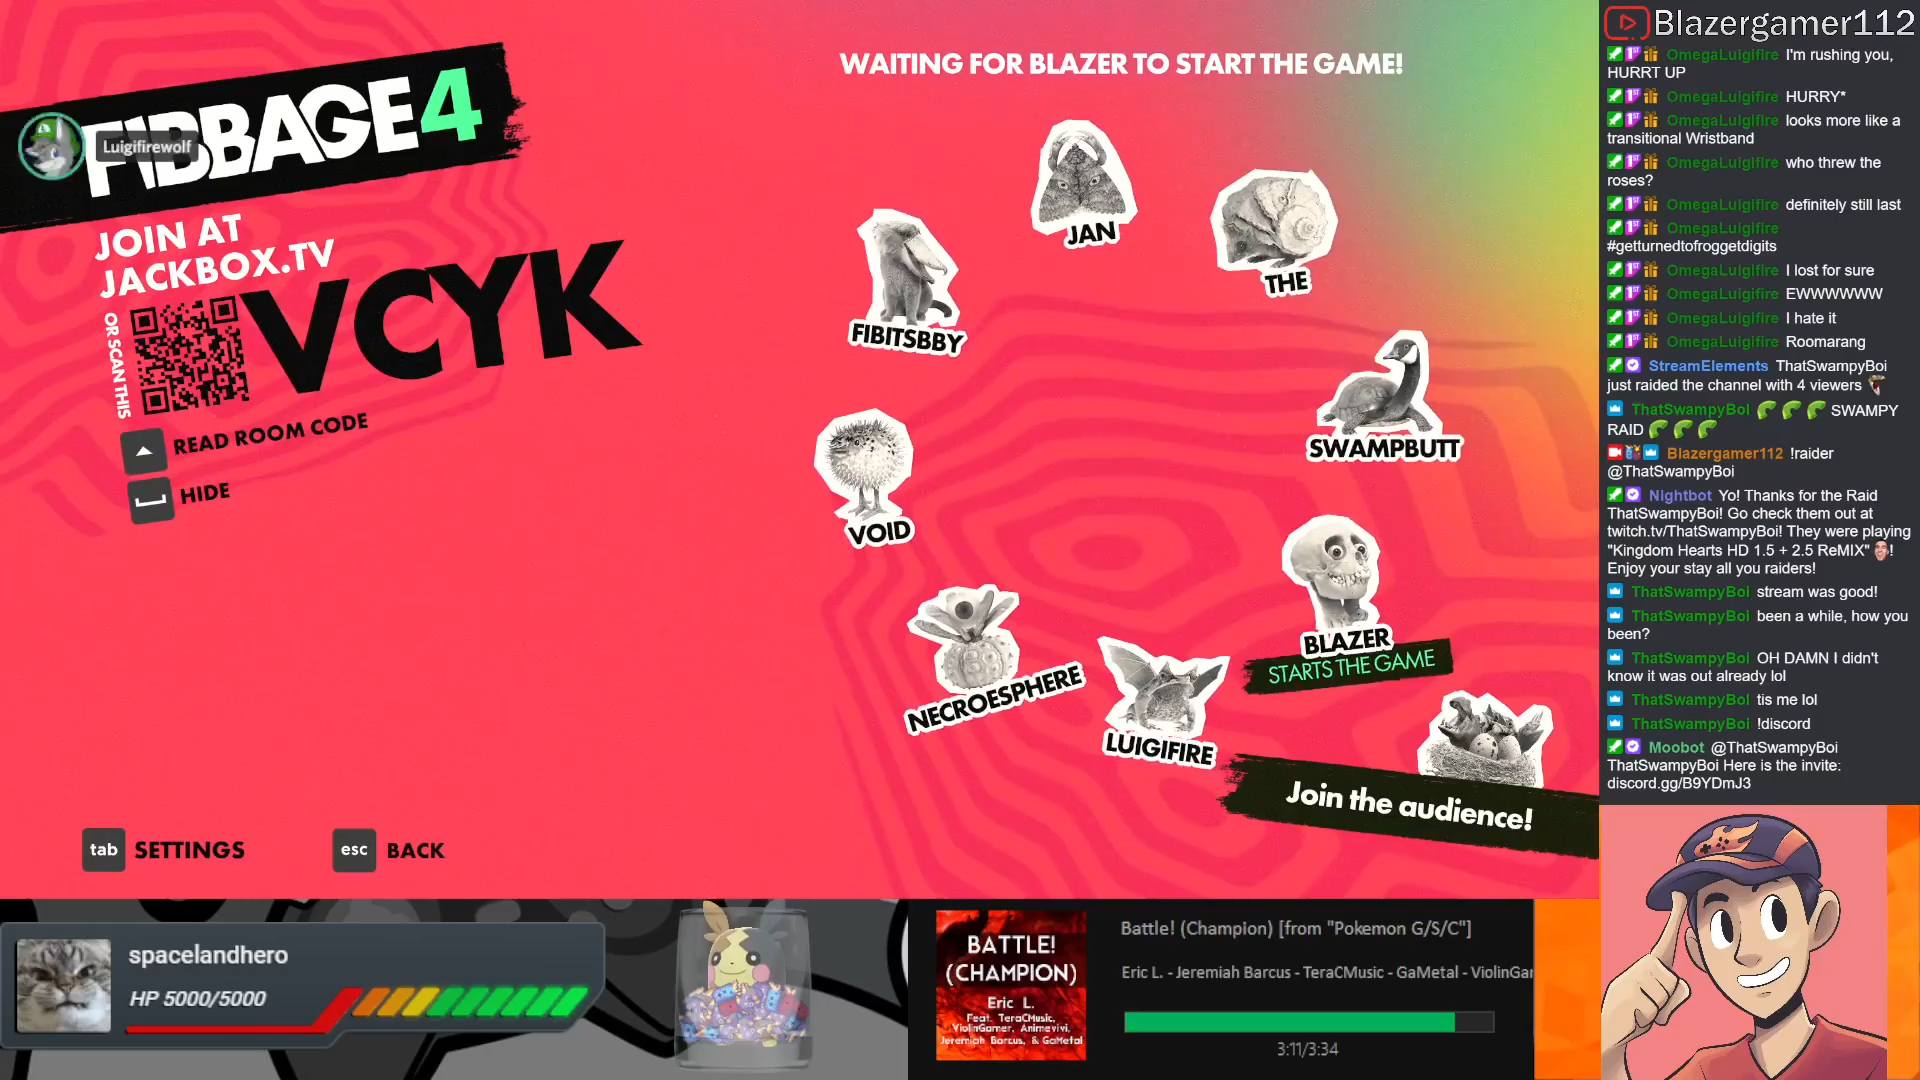 WAITING FOR BLAZER TO START THE GAME!
FIBBAGE 4
Luigifirewolf
JOIN AT
JACKBOX.TV
OR SCAN THIS
VCYK
READ ROOM CODE
HIDE
JAN
THE
FIBITSBBY
SWAMPBUTT
VOID
BLAZER
STARTS THE GAME
NECROESPHERE
LUIGIFIRE
Join the audience!
tab SETTINGS
esc BACK
spacelandhero
HP 5000/5000
BATTLE!
(CHAMPION)
Eric L.
Feat. TeraCMusic,
ViolinGamer, Animevivi,
Jeremiah Barcus, & GaMetal
Battle! (Champion) [from "Pokemon G/S/C"]
Eric L. - Jeremiah Barcus - TeraCMusic - GaMetal - ViolinGar
3:11/3:34
Blazergamer112
OmegaLuigifire I'm rushing you,
HURRT UP
OmegaLuigifire HURRY*
OmegaLuigifire looks more like a
transitional Wristband
OmegaLuigifire who threw the
roses?
OmegaLuigifire definitely still last
OmegaLuigifire
#getturnedtofroggetdigits
OmegaLuigifire I lost for sure
OmegaLuigifire EWWWWWW
OmegaLuigifire I hate it
OmegaLuigifire Roomarang
StreamElements ThatSwampyBoi
just raided the channel with 4 viewers
ThatSwampyBoi SWAMPY
RAID
Blazergamer112 !raider
@ThatSwampyBoi
Nightbot Yo! Thanks for the Raid
ThatSwampyBoi! Go check them out at
twitch.tv/ThatSwampyBoi! They were playing
"Kingdom Hearts HD 1.5 + 2.5 ReMIX" !
Enjoy your stay all you raiders!
ThatSwampyBoi stream was good!
ThatSwampyBoi been a while, how you
been?
ThatSwampyBoi OH DAMN I didn't
know it was out already lol
ThatSwampyBoi tis me lol
ThatSwampyBoi !discord
Moobot @ThatSwampyBoi
ThatSwampyBoi Here is the invite:
discord.gg/B9YDmJ3